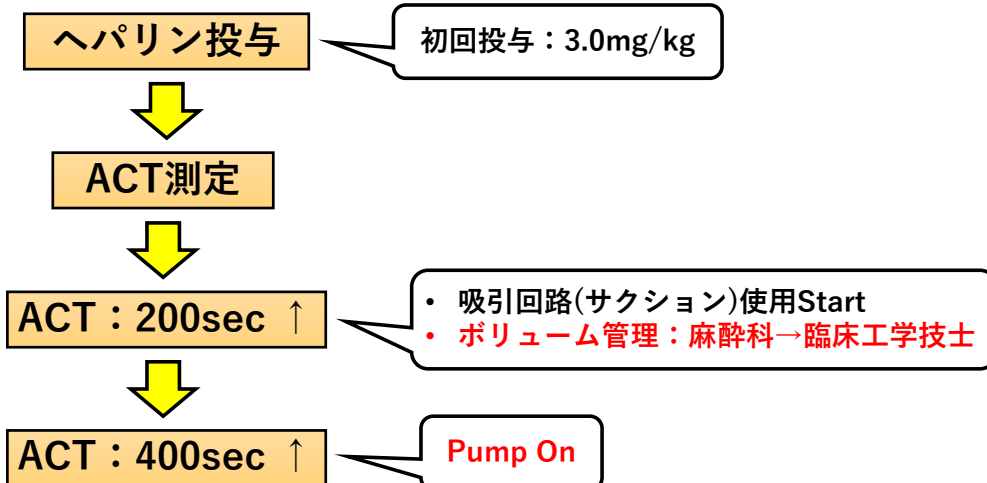 ヘパリン投与
初回投与：3.0mg/kg
ACT測定
ACT：200sec ↑
• 吸引回路(サクション)使用Start
• ボリューム管理：麻酔科→臨床工学技士
ACT：400sec ↑
Pump On